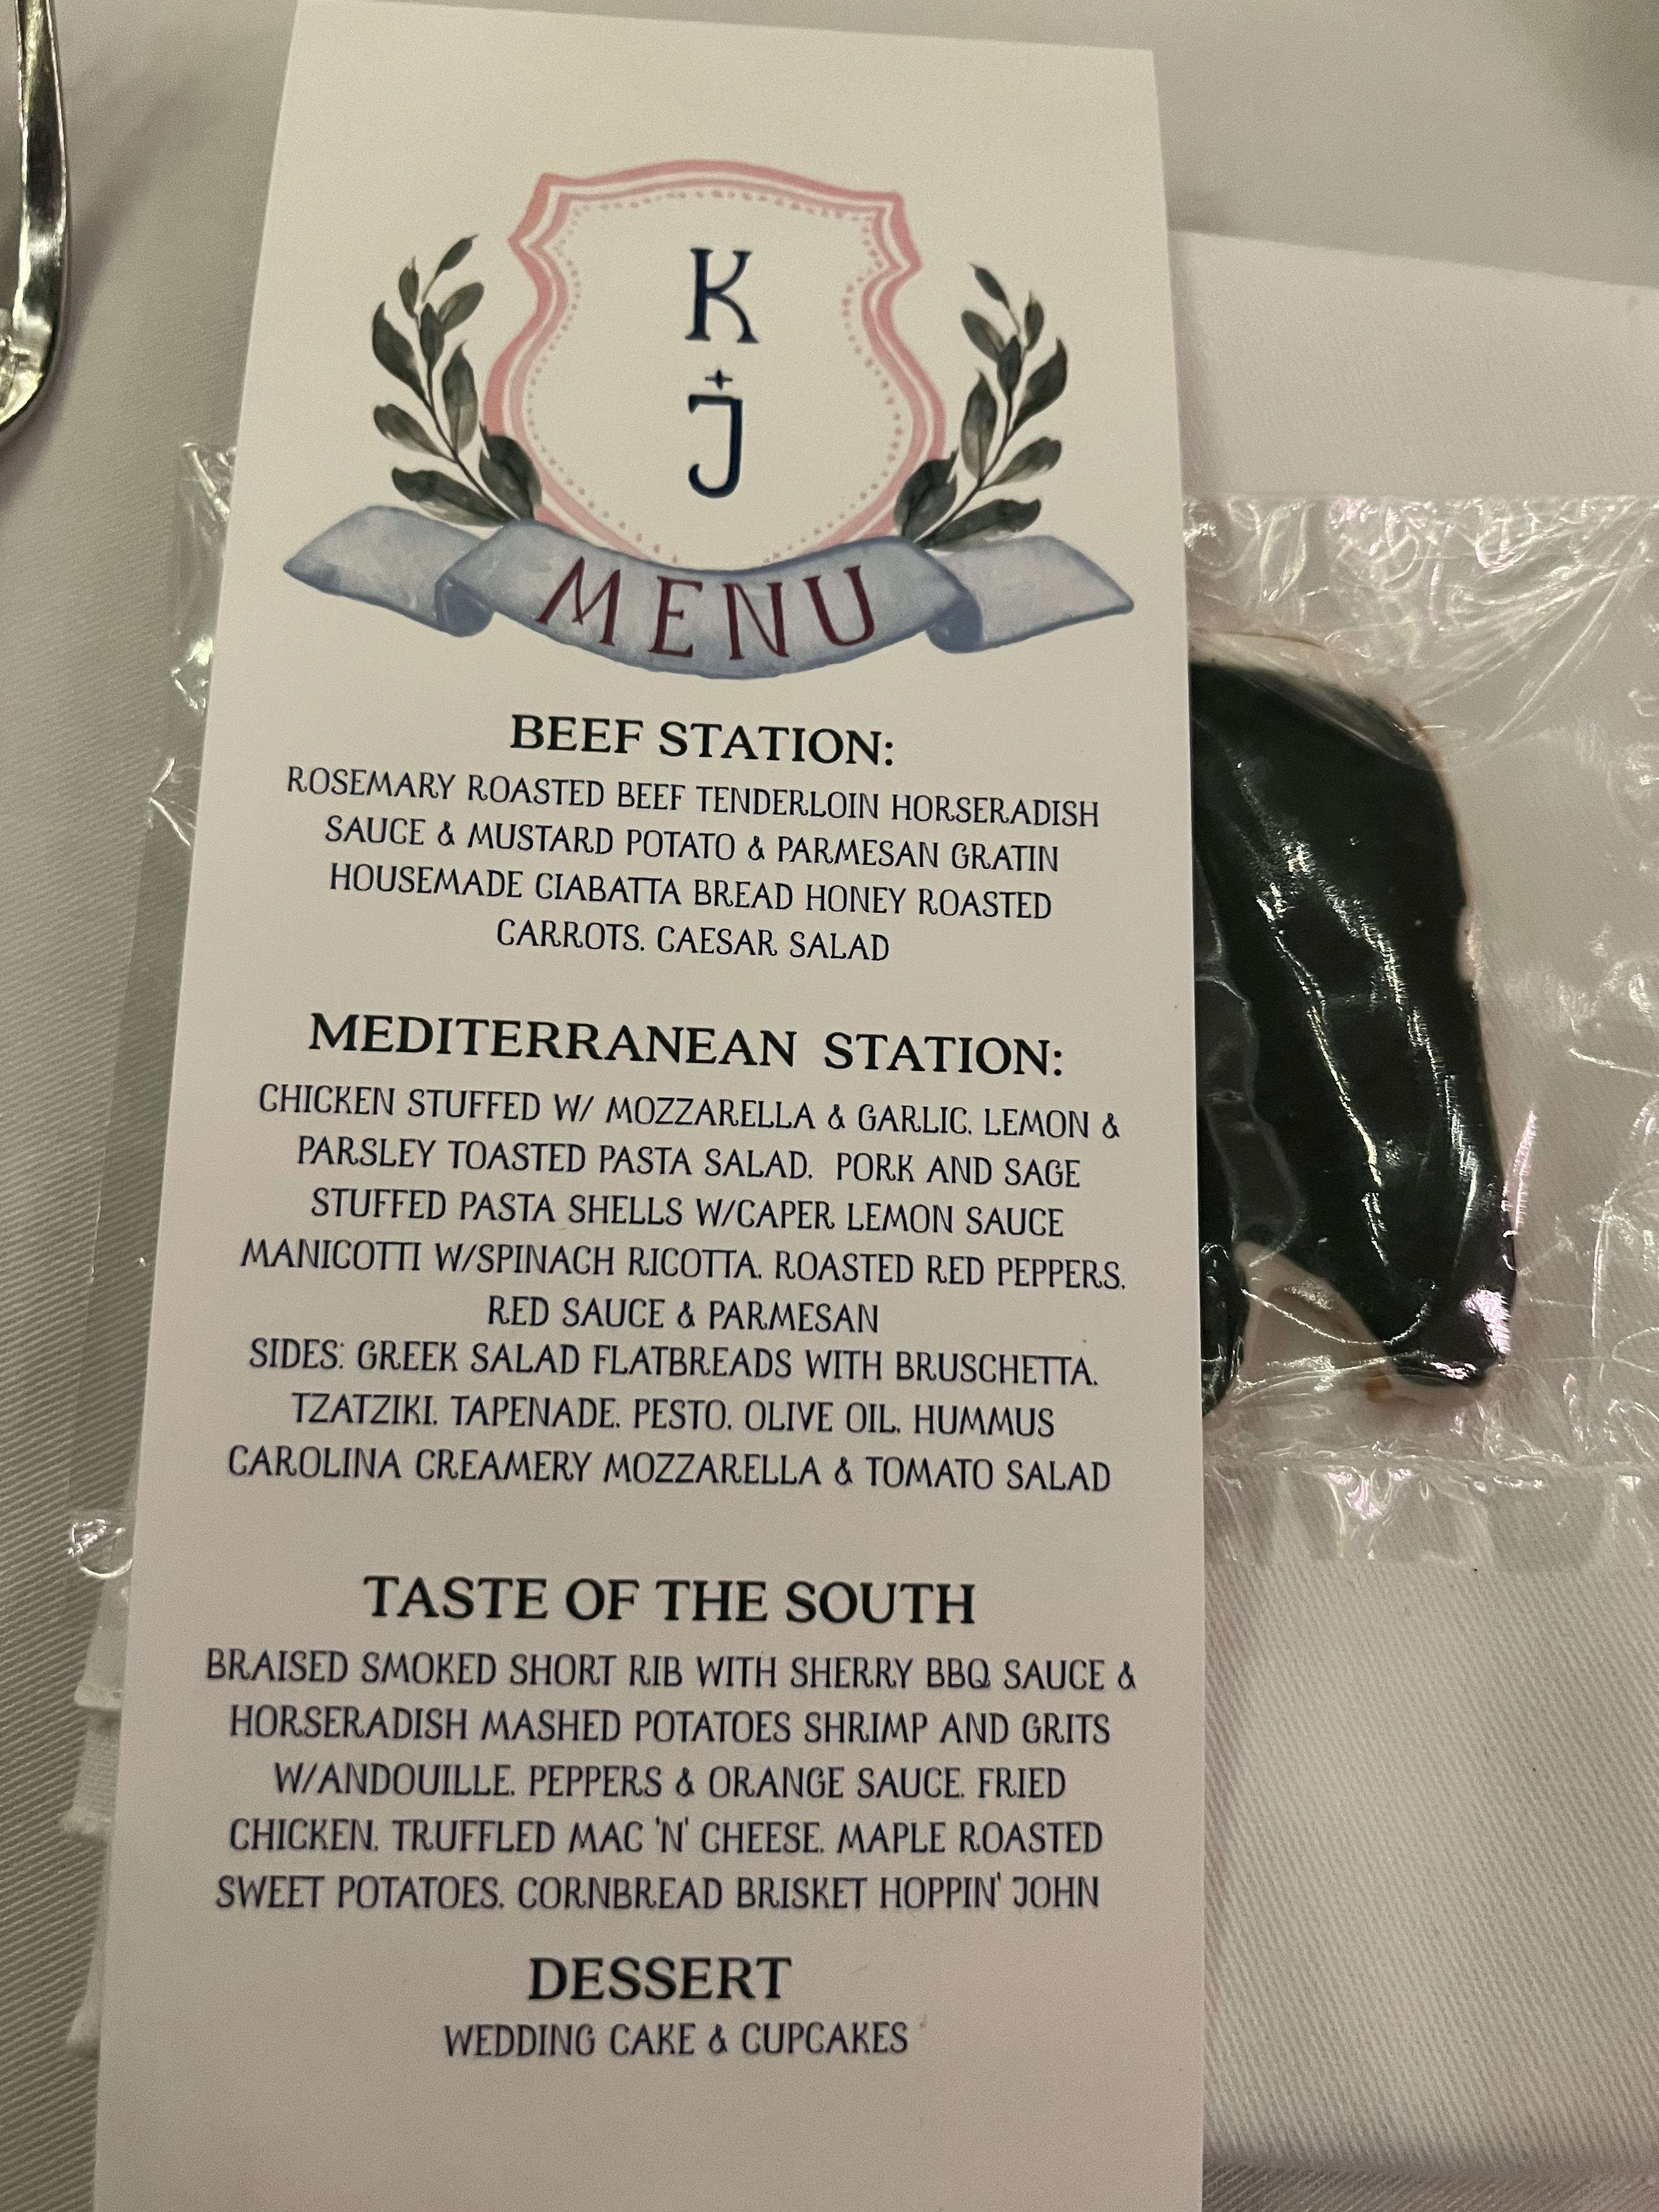 K
+
J
MENU
BEEF STATION:
ROSEMARY ROASTED BEEF TENDERLOIN HORSERADISH
SAUCE & MUSTARD POTATO & PARMESAN GRATIN
HOUSEMADE CIABATTA BREAD HONEY ROASTED
CARROTS. CAESAR SALAD
MEDITERRANEAN STATION:
CHICKEN STUFFED W/ MOZZARELLA & GARLIC. LEMON &
PARSLEY TOASTED PASTA SALAD. PORK AND SAGE
STUFFED PASTA SHELLS W/CAPER LEMON SAUCE
MANICOTTI W/SPINACH RICOTTA. ROASTED RED PEPPERS.
RED SAUCE & PARMESAN
SIDES: GREEK SALAD FLATBREADS WITH BRUSCHETTA.
TZATZIKI. TAPENADE. PESTO. OLIVE OIL. HUMMUS
CAROLINA CREAMERY MOZZARELLA & TOMATO SALAD
TASTE OF THE SOUTH
BRAISED SMOKED SHORT RIB WITH SHERRY BBQ SAUCE &
HORSERADISH MASHED POTATOES SHRIMP AND GRITS
W/ANDOUILLE. PEPPERS & ORANGE SAUCE. FRIED
CHICKEN. TRUFFLED MAC 'N' CHEESE. MAPLE ROASTED
SWEET POTATOES. CORNBREAD BRISKET HOPPIN' JOHN
DESSERT
WEDDING CAKE & CUPCAKES